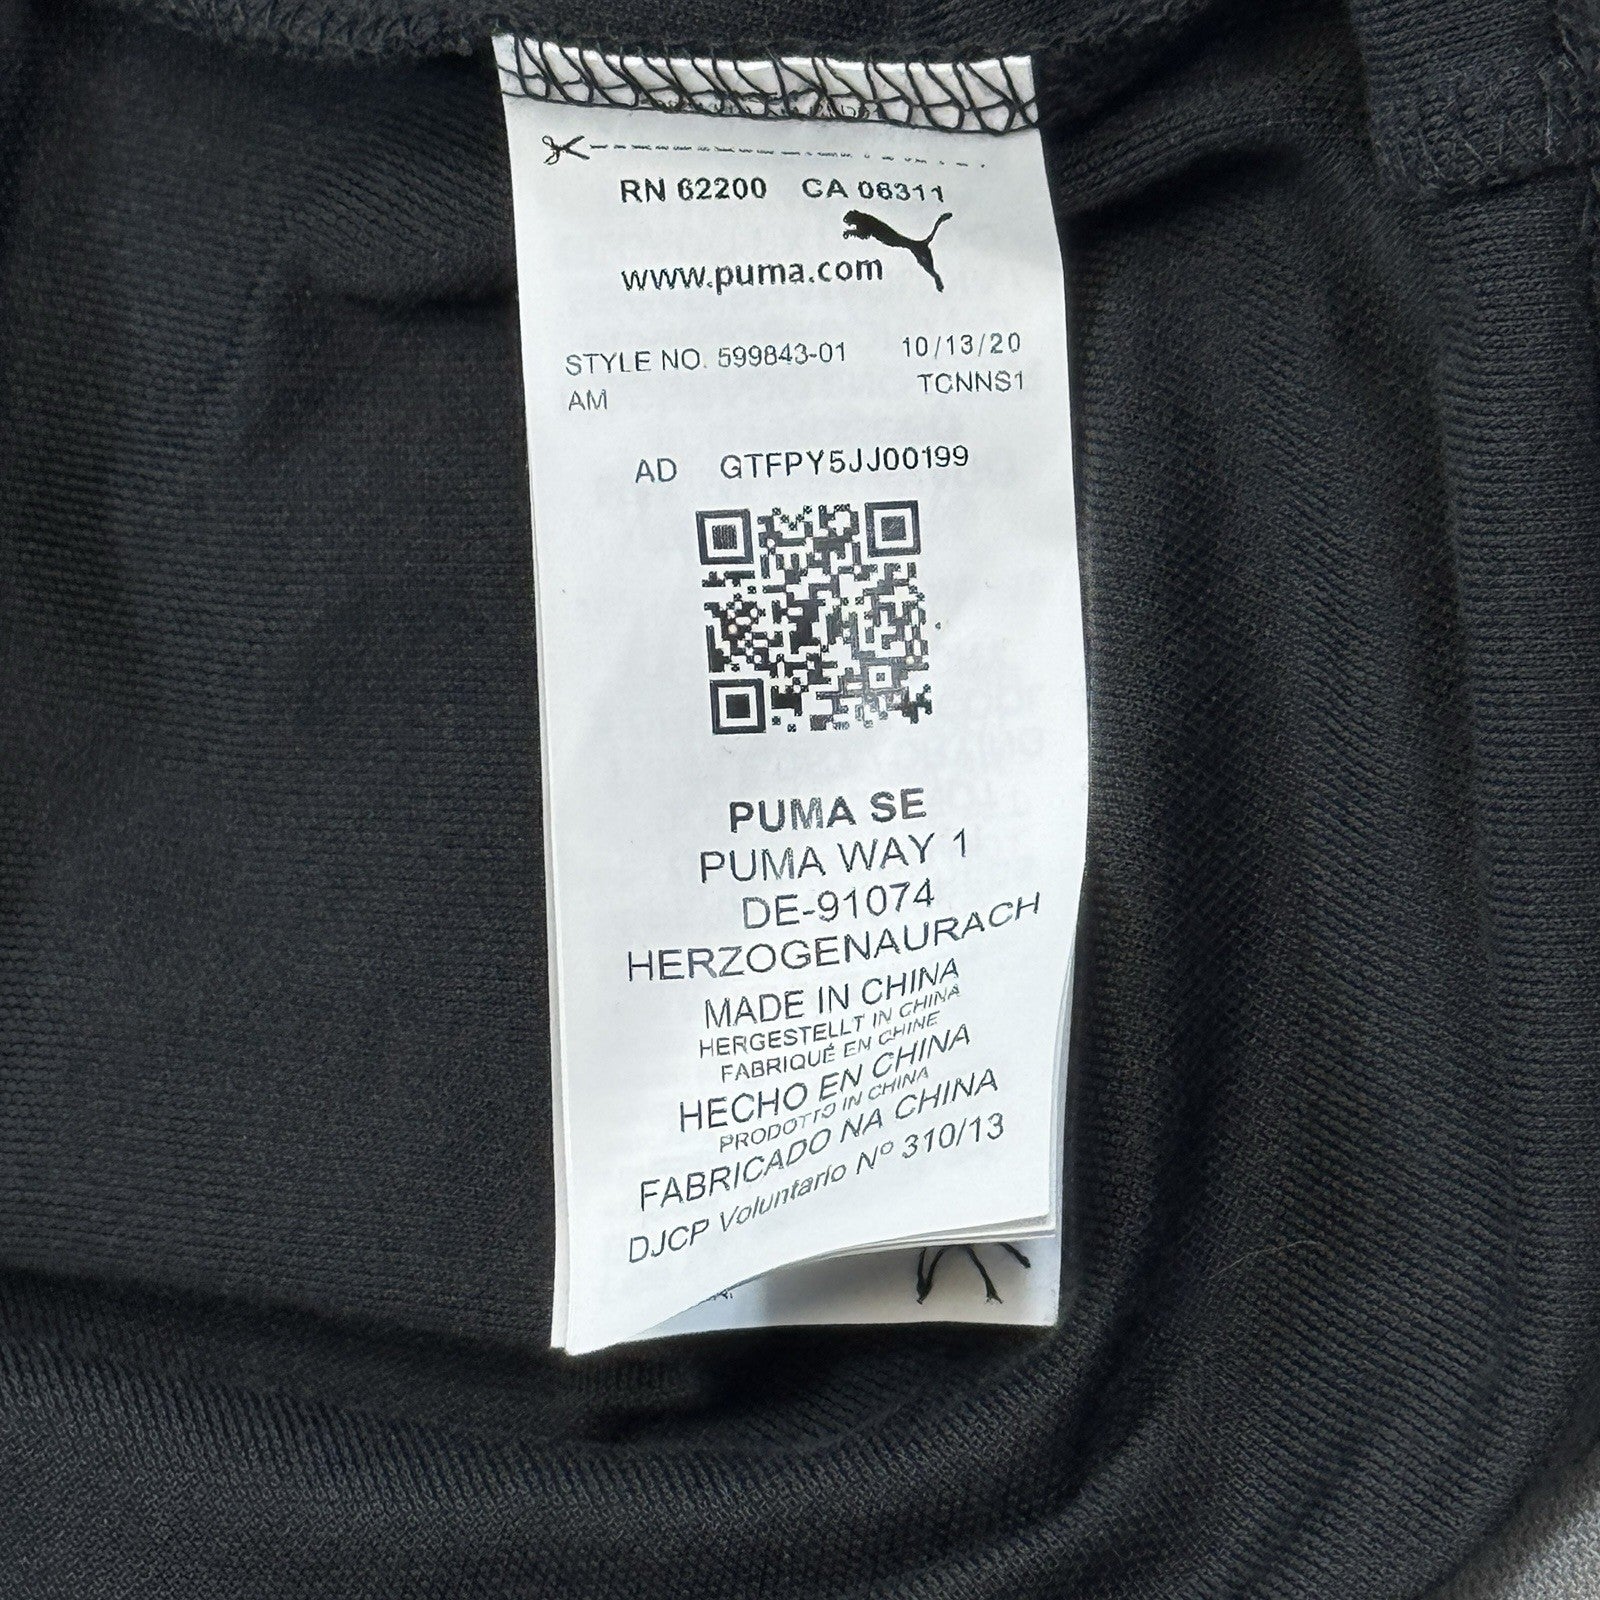 RN 62200 CA 06311
www.puma.com
STYLE NO. 599843-01 10/13/20
AM TCNNS1
AD GTFPY5JJ00199
PUMA SE
PUMA WAY 1
DE-91074
HERZOGENAURACH
MADE IN CHINA
HERGESTELLT IN CHINA
FABRIQUÉ EN CHINE
HECHO EN CHINA
PRODOTTO IN CHINA
FABRICADO NA CHINA
DJCP Voluntario Nº 310/13